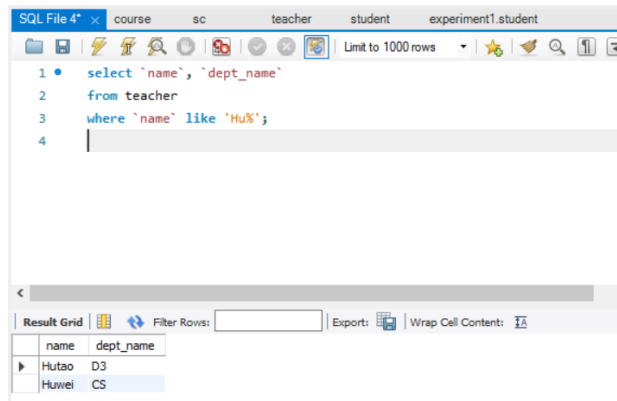 SQL File 4* × course sc teacher student experiment1.student
Limit to 1000 rows
1 select `name`, `dept_name`
2 from teacher
3 where `name` like 'Hu%';
4
Result Grid Filter Rows: Export: Wrap Cell Content:
name dept_name
Hutao D3
Huwei CS